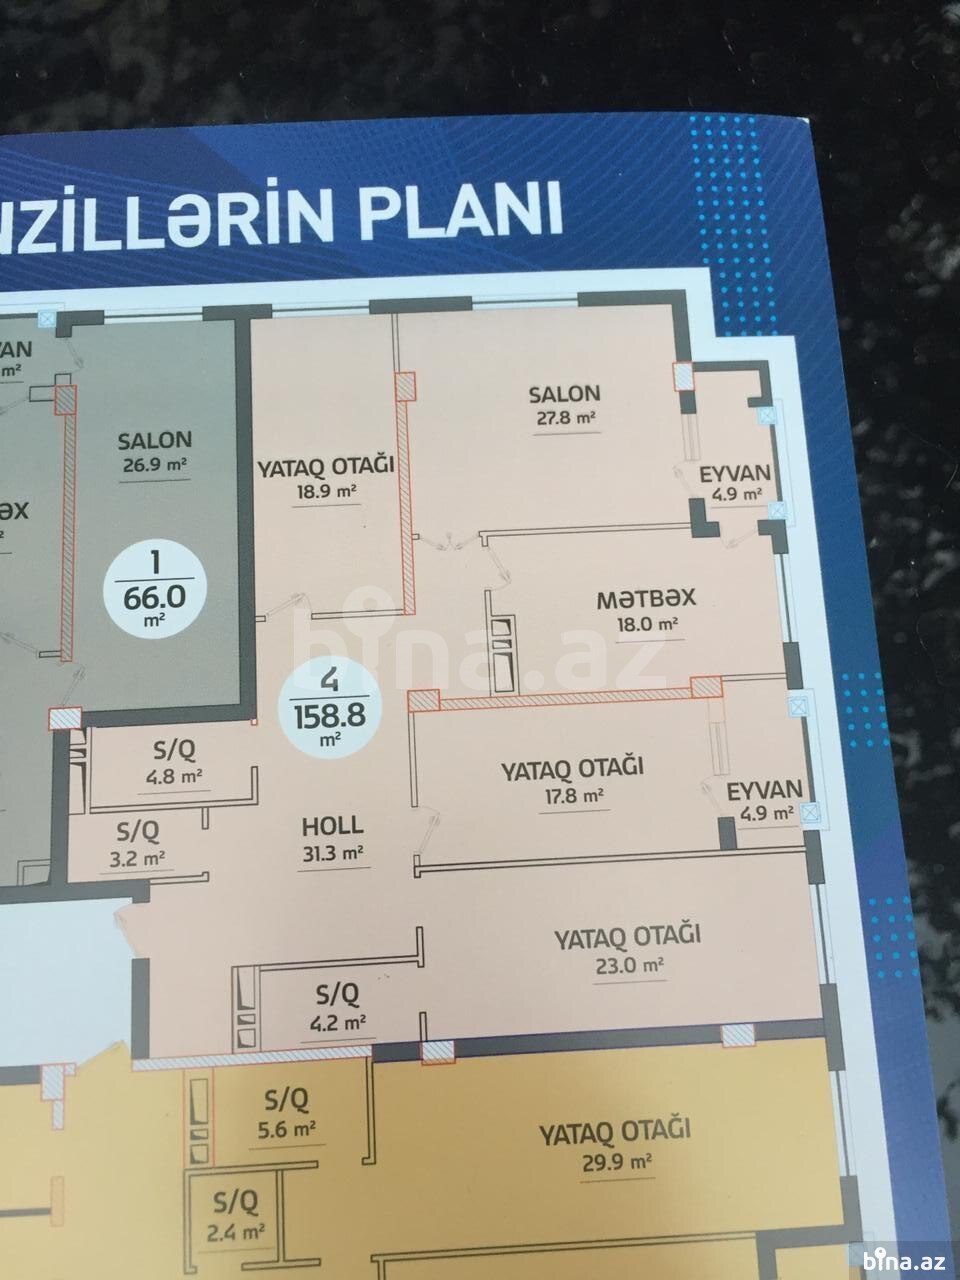 NZİLLƏRİN PLANI
AN
m²
SALON
26.9 m²
ƏX
1
66.0
m²
YATAQ OTAĞI
18.9 m²
SALON
27.8 m²
EYVAN
4.9 m²
MƏTBƏX
18.0 m²
4
158.8
m²
S/Q
4.8 m²
S/Q
3.2 m²
HOLL
31.3 m²
YATAQ OTAĞI
17.8 m²
EYVAN
4.9 m²
YATAQ OTAĞI
23.0 m²
S/Q
4.2 m²
S/Q
5.6 m²
YATAQ OTAĞI
29.9 m²
S/Q
2.4 m²
bina.az
bina.az